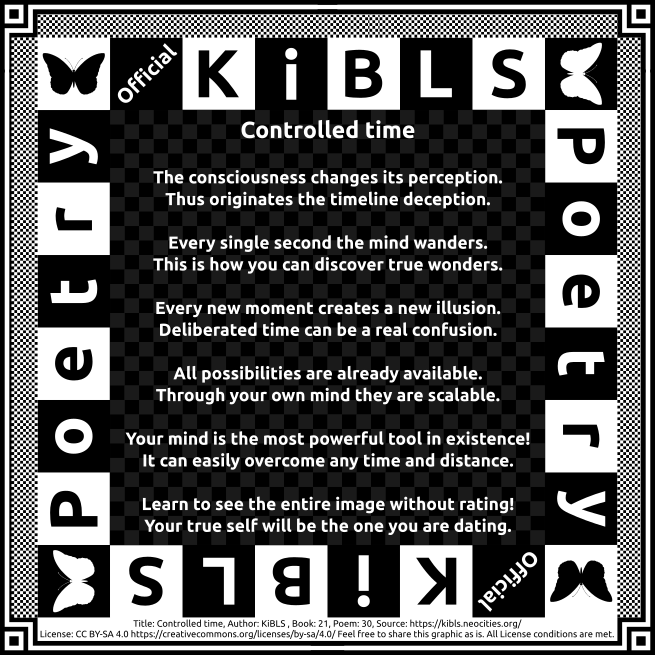 Official KiBLS
Poetry
Poetry
Controlled time
The consciousness changes its perception.
Thus originates the timeline deception.
Every single second the mind wanders.
This is how you can discover true wonders.
Every new moment creates a new illusion.
Deliberated time can be a real confusion.
All possibilities are already available.
Through your own mind they are scalable.
Your mind is the most powerful tool in existence!
It can easily overcome any time and distance.
Learn to see the entire image without rating!
Your true self will be the one you are dating.
Official KiBLS
Title: Controlled time, Author: KiBLS , Book: 21, Poem: 30, Source: https://kibls.neocities.org/
License: CC BY-SA 4.0 https://creativecommons.org/licenses/by-sa/4.0/ Feel free to share this graphic as is. All License conditions are met.